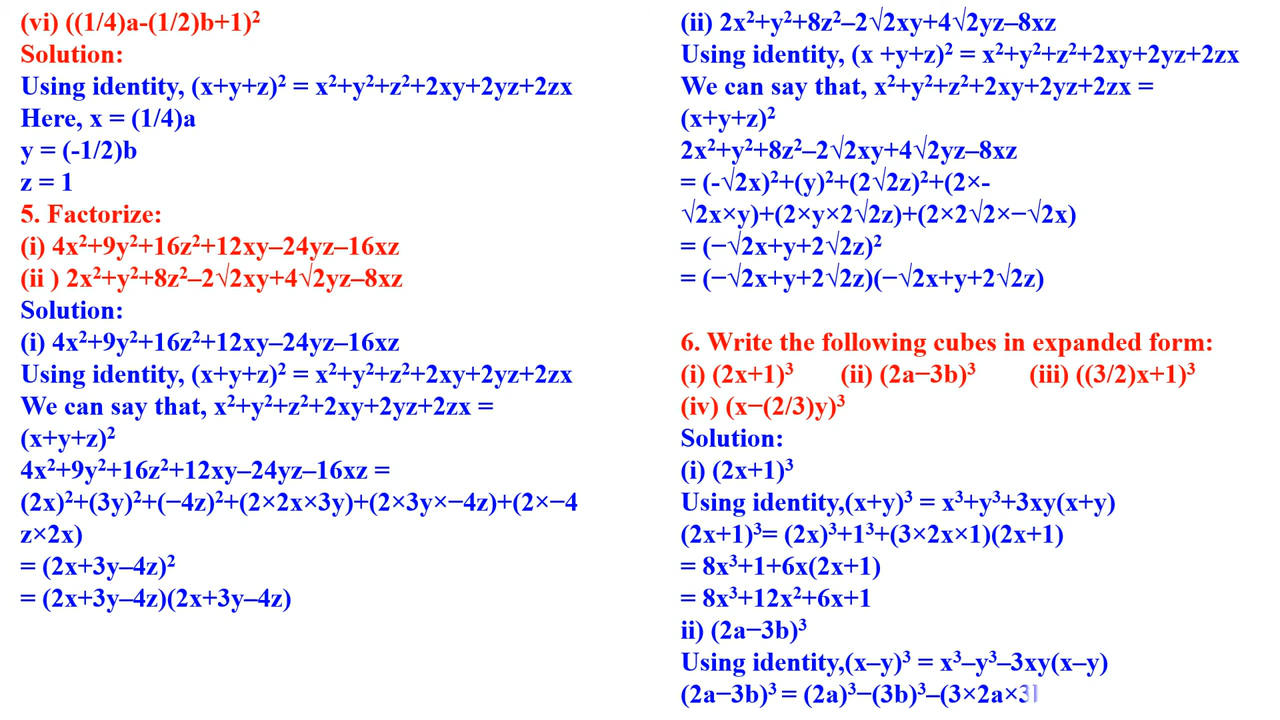 (vi) ((1/4)a-(1/2)b+1)²
Solution:
Using identity, (x+y+z)² = x²+y²+z²+2xy+2yz+2zx
Here, x = (1/4)a
y = (-1/2)b
z = 1
5. Factorize:
(i) 4x²+9y²+16z²+12xy–24yz–16xz
(ii ) 2x²+y²+8z²–2√2xy+4√2yz–8xz
Solution:
(i) 4x²+9y²+16z²+12xy–24yz–16xz
Using identity, (x+y+z)² = x²+y²+z²+2xy+2yz+2zx
We can say that, x²+y²+z²+2xy+2yz+2zx =
(x+y+z)²
4x²+9y²+16z²+12xy–24yz–16xz =
(2x)²+(3y)²+(−4z)²+(2×2x×3y)+(2×3y×−4z)+(2×−4
z×2x)
= (2x+3y–4z)²
= (2x+3y–4z)(2x+3y–4z)
(ii) 2x²+y²+8z²–2√2xy+4√2yz–8xz
Using identity, (x +y+z)² = x²+y²+z²+2xy+2yz+2zx
We can say that, x²+y²+z²+2xy+2yz+2zx =
(x+y+z)²
2x²+y²+8z²–2√2xy+4√2yz–8xz
= (-√2x)²+(y)²+(2√2z)²+(2×-
√2x×y)+(2×y×2√2z)+(2×2√2×−√2x)
= (−√2x+y+2√2z)²
= (−√2x+y+2√2z)(−√2x+y+2√2z)
6. Write the following cubes in expanded form:
(i) (2x+1)³ (ii) (2a−3b)³ (iii) ((3/2)x+1)³
(iv) (x−(2/3)y)³
Solution:
(i) (2x+1)³
Using identity,(x+y)³ = x³+y³+3xy(x+y)
(2x+1)³= (2x)³+1³+(3×2x×1)(2x+1)
= 8x³+1+6x(2x+1)
= 8x³+12x²+6x+1
ii) (2a−3b)³
Using identity,(x–y)³ = x³–y³–3xy(x–y)
(2a−3b)³ = (2a)³−(3b)³–(3×2a×3